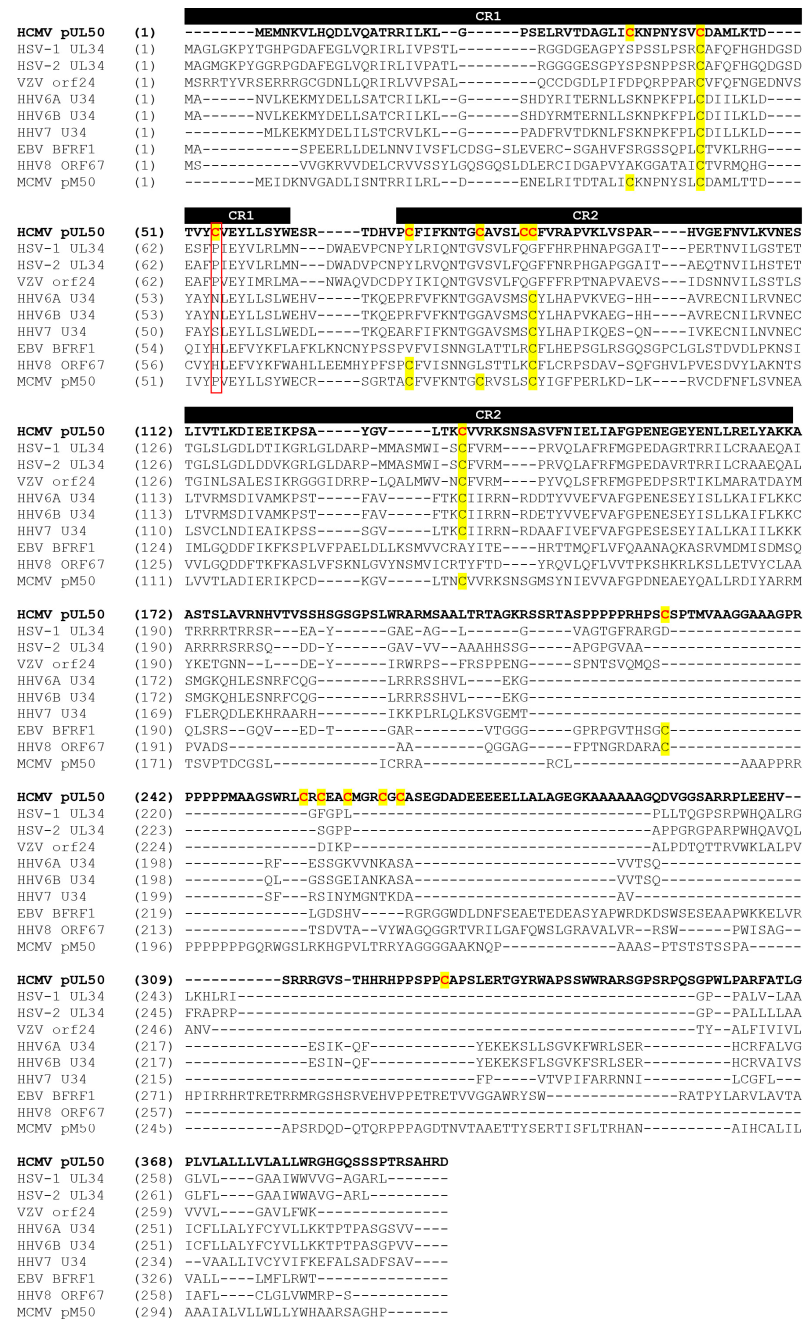 CR1
HCMV pUL50 (1) --------MEMNKVLHQDLVQATRRILKL--G------PSELRVTDAGLICKNPNYSVCDAMLKTD----
HSV-1 UL34 (1) MAGLGKPYTGHPGDAFEGLVQRIRLIVPSTL-------RGGDGEAGPYSPSSLPSRCAFQFHGHDGSD
HSV-2 UL34 (1) MAGMGKPYGGRPGDAFEGLVQRIRLIVPATL-------RGGGGESGPYSPSNPPSRCAFQFHGQDGSD
VZV orf24 (1) MSRRTYVRSERRRGCGDNLLQRIRLVVPSAL-------QCCDGDLPIFDPQRPPARCVFQFNGEDNVS
HHV6A U34 (1) MA------NVLKEKMYDELLSATCRILKL--G------SHDYRITERNLLSKNPKFPLCDIILKLD----
HHV6B U34 (1) MA------NVLKEKMYDELLSATCRILKL--G------SHDYRMTERNLLSKNPKFPLCDIILKLD----
HHV7 U34 (1) ---------MLKEKMYDELILSTCRVLKL--G------PADFRVTDKNLFSKNPKFPLCDILLKLD----
EBV BFRF1 (1) MA------SPEERLLDELNNVIVSFLCDSG-SLEVERC-SGAHVFSRGSSQPLCTVKLRHG----
HHV8 ORF67 (1) MS------VVGKRVVDELCRVVSSYLGQSGQSLDLERCIDGAPVYAKGGATAICTVRMQHG----
MCMV pM50 (1) ------MEIDKNVGADLISNTRRILRL--D------ENELRITDTALICKNPNYSLCDAMLTTD----
CR1 CR2
HCMV pUL50 (51) TVYCVEYLLSYWESR----TDHVPCFIFKNTGCAVSLCCFVRAPVKLVSPAR----HVGEFNVLKVNES
HSV-1 UL34 (62) ESFPIEYVLRLMN--DWAEVPCNPYLRIQNTGVSVLFQGFFHRPHNAPGGAIT----PERTNVILGSTET
HSV-2 UL34 (62) EAFPIEYVLRLMN--DWADVPCNPYLRVQNTGVSVLFQGFFNRPHGAPGGAIT----AEQTNVILHSTET
VZV orf24 (62) EAFPVEYIMRLMA--NWAQVDCDPYIKIQNTGVSVLFQGFFFRPTNAPVAEVS----IDSNNVILSSTLS
HHV6A U34 (53) YAYNLEYLLSLWEHV----TKQEPRFVFKNTGGAVSMSCYLHAPVKVEG-HH----AVRECNILRVNEC
HHV6B U34 (53) YAYNLEYLLSLWEHV----TKQEPRFVFKNTGGAVSMSCYLHAPVKAEG-HH----AVRECNILRVNEC
HHV7 U34 (50) FAYSLEYLLSLWEDL----TKQEARFIFKNTGGAVSMSCYLHAPIKQES-QN----IVKECNILNVNEC
EBV BFRF1 (54) QIYHLEFVYKFLAFKLKNCNYPSSPVFVISNNGLATTLRCFLHEPSGLRSGQSGPCLGLSTDVDLPKNSI
HHV8 ORF67 (56) CVYHLEFVYKFWAHLLEEMHYPFSPCFVISNNGLSTTLKCFLCRPSDAV-SQFGHVLPVESDVYLAKNTS
MCMV pM50 (51) IVYPVEYLLSYWECR----SGRTACFVFKNTGCRVSLSCYIGFPERLKD-LK----RVCDFNFLSVNEA
CR2
HCMV pUL50 (112) LIVTLKDIEEIKPSA-----YGV----LTKCVVRKSNSASVFNIELIAFGPENEGEYENLLRELYAKKA
HSV-1 UL34 (126) TGLSLGDLDTIKGRLGLDARP-MMASMWI-SCFVRM----PRVQLAFRFMGPEDAGRTRRILCRAAEQAI
HSV-2 UL34 (126) TGLSLGDLDDVKGRLGLDARP-MMASMWI-SCFVRM----PRVQLAFRFMGPEDAVRTRRILCRAAEQAL
VZV orf24 (126) TGINLSALESIKRGGGIDRRP-LQALMWV-NCFVRM----PYVQLSFRFMGPEDPSRTIKLMARATDAYM
HHV6A U34 (113) LTVRMSDIVAMKPST-----FAV----FTKCIIRRN-RDDTYVVEFVAFGPENESEYISLLKAIFLKKC
HHV6B U34 (113) LTVRMSDIVAMKPST-----FAV----FTKCIIRRN-RDDTYVVEFVAFGPENESEYISLLKAIFLKKC
HHV7 U34 (110) LSVCLNDIEAIKPSS-----SGV----LTKCIIRRN-RDAAFIVEFVAFGPESESEYIALLKAIILKKK
EBV BFRF1 (124) IMLGQDDFIKFKSPLVFPAELDLLKSMVVCRAYITE----HRTTMQFLVFQAANAQKASRVMDMISDMSQ
HHV8 ORF67 (125) VVLGQDDFTKFKASLVFSKNLGVYNSMVICRTYFTD----YRQVLQFLVVTPKSHKRLKSLLETVYCLAA
MCMV pM50 (111) LVVTLADIERIKPCD-----KGV----LTNCVVRKSNSGMSYNIEVVAFGPDNEAEYQALLRDIYARRM
HCMV pUL50 (172) ASTSLAVRNHVTVSSHSGSGPSLWRARMSAALTRTAGKRSSRTASPPPPPRHPSCSPTMVAAGGAAAGPR
HSV-1 UL34 (190) TRRRRTRRSR---EA-Y------GAE-AG--L------G------VAGTGFRARGD---------------
HSV-2 UL34 (190) ARRRRSRRSQ---DD-Y------GAV-VV--AAAHHSSG------APGPGVAA------------------
VZV orf24 (190) YKETGNN--L---DE-Y------IRWRPS--FRSPPENG------SPNTSVQMQS----------------
HHV6A U34 (172) SMGKQHLESNRFCQG-------LRRRSSHVL---EKG----------------------------------
HHV6B U34 (172) SMGKQHLESNRFCQG-------LRRRSSHVL---EKG----------------------------------
HHV7 U34 (169) FLERQDLEKHRAARH-------IKKPLRLQLKSVGEMT---------------------------------
EBV BFRF1 (191) QLSRS---GQV---ED-T------GAR-------VTGGG------GPRPGVTHSGC---------------
HHV8 ORF67 (191) PVADS-----------------AA--------QGGAG------FPTNGRDARAC---------------
MCMV pM50 (171) TSVPTDCGSL------------ICRRA----------RCL-------------------AAAPPRR
HCMV pUL50 (242) PPPPPMAAGSWRLCRCEACMGRCGCASEGDADEEEEELLALAGEGKAAAAAAAGQDVGGSARRPLEEHV--
HSV-1 UL34 (220) --------------GFGPL----------------------------------PLLTQGPSRPWHQALRG
HSV-2 UL34 (223) ---------------SGPP----------------------------------APPGRGPARPWHQAVQL
VZV orf24 (224) ---------------DIKP----------------------------------ALPDTQTTRVWKLALPV
HHV6A U34 (198) ---------RF---ESSGKVVNKASA-----------------------VVTSQ----------------
HHV6B U34 (198) ---------QL---GSSGEIANKASA-----------------------VVTSQ----------------
HHV7 U34 (199) ---------SF---RSINYMGNTKDA-----------------------AV-------------------
EBV BFRF1 (219) --------------LGDSHV-----RGRGGWDLDNFSEAETEDEASYAPWRDKDSWSESEAAPWKKELVR
HHV8 ORF67 (213) --------------TSDVTA-VYWAGQGGRTVRILGAFQWSLGRAVALVR--RSW-----PWISAG----
MCMV pM50 (196) PPPPPPPGQRWGSLRKHGPVLTRRYAGGGGAAKNQP-------------AAAS-PTSTSTSSPA------
HCMV pUL50 (309) -----------SRRRGVS-THHRHPPSPPCAPSLERTGYRWAPSSWWRARSGPSRPQSGPWLPARFATLG
HSV-1 UL34 (243) LKHLRI----------------------------------------------------GP--PALV-LAA
HSV-2 UL34 (245) FRAPRP----------------------------------------------------GP--PALLLLAA
VZV orf24 (246) ANV-------------------------------------------------------TY--ALFIVIVL
HHV6A U34 (217) ---------------ESIK-QF------------YEKEKSLLSGVKFWRLSER---------HCRFALVG
HHV6B U34 (217) ---------------ESIN-QF------------YEKEKSFLSGVKFSRLSER---------HCRVAIVS
HHV7 U34 (215) ---------------------------------FP-----VTVPIFARRNNI-------LCGFL---
EBV BFRF1 (271) HPIRRHRTRETRRMRGSHSRVEHVPPETRETVVGGAWRYSW---------------RATPYLARVLAVTA
HHV8 ORF67 (257) ----------------------------------------------------------------------
MCMV pM50 (245) -----------APSRDQD-QTQRPPPAGDTNVTAAETTYSERTISFLTRHAN---------AIHCALIL
HCMV pUL50 (368) PLVLALLLVLALLWRGHGQSSSPTRSAHRD
HSV-1 UL34 (258) GLVL---GAAIWWVVG-AGARL--------
HSV-2 UL34 (261) GLFL---GAAIWWAVG-ARL----------
VZV orf24 (259) VVVL---GAVLFWK----------------
HHV6A U34 (251) ICFLLALYFCYVLLKKTPTPASGSVV----
HHV6B U34 (251) ICFLLALYFCYVLLKKTPTPASGPVV----
HHV7 U34 (234) --VAALLIVCYVIFKEFALSADFSAV----
EBV BFRF1 (326) VALL----LMFLRWT---------------
HHV8 ORF67 (258) IAFL----CLGLVWMRP-S-----------
MCMV pM50 (294) AAAIALVLLWLLYWHAARSAGHP-------